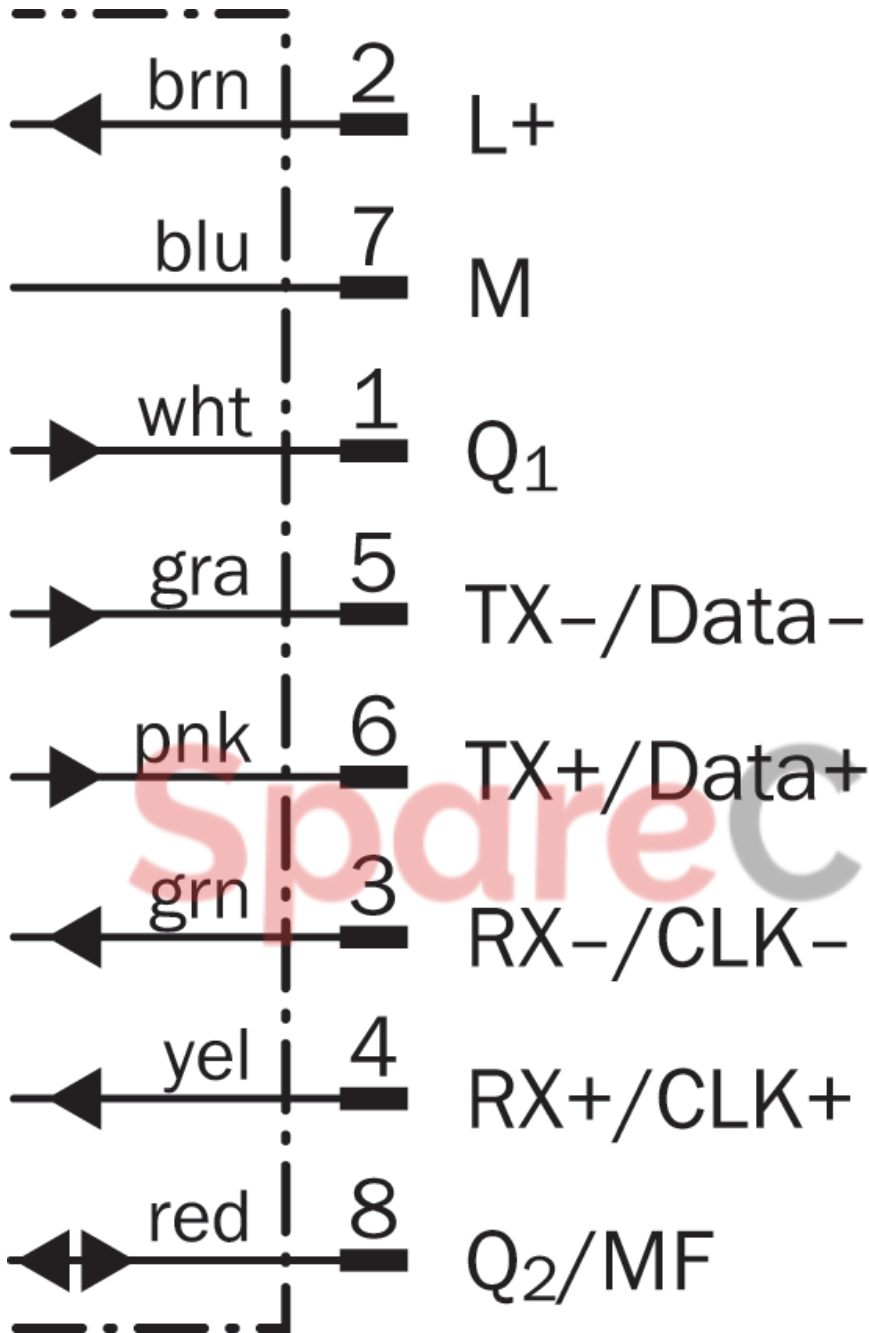 brn 2 L+
blu 7 M
wht 1 Q1
gra 5 TX–/Data–
pnk 6 TX+/Data+
SpareC
grn 3 RX–/CLK–
yel 4 RX+/CLK+
red 8 Q2/MF